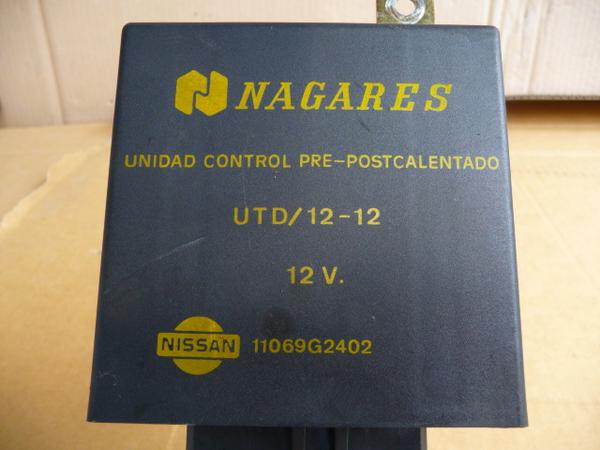 NAGARES
UNIDAD CONTROL PRE-POSTCALENTADO
UTD/12-12
12 V.
NISSAN 11069G2402